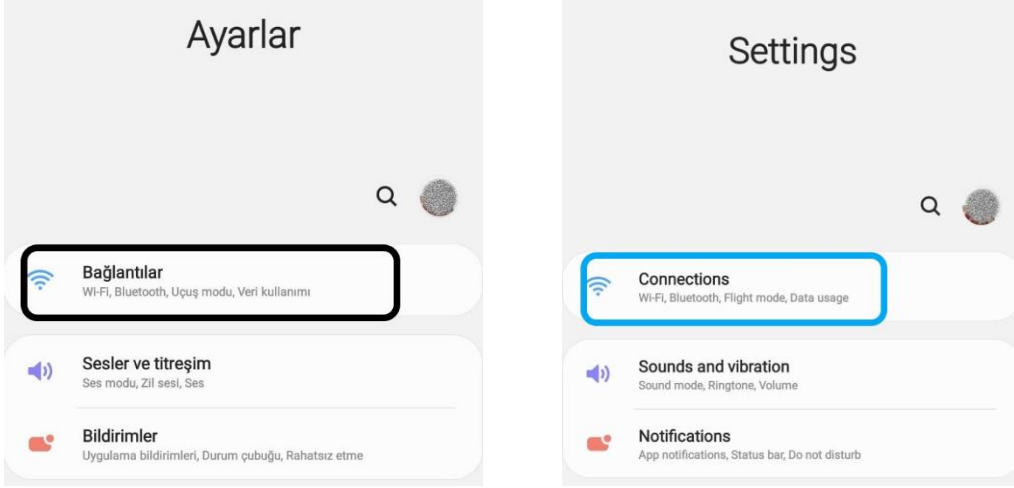 Ayarlar
Bağlantılar
Wi-Fi, Bluetooth, Uçuş modu, Veri kullanımı
Sesler ve titreşim
Ses modu, Zil sesi, Ses
Bildirimler
Uygulama bildirimleri, Durum çubuğu, Rahatsız etme
Settings
Connections
Wi-Fi, Bluetooth, Flight mode, Data usage
Sounds and vibration
Sound mode, Ringtone, Volume
Notifications
App notifications, Status bar, Do not disturb